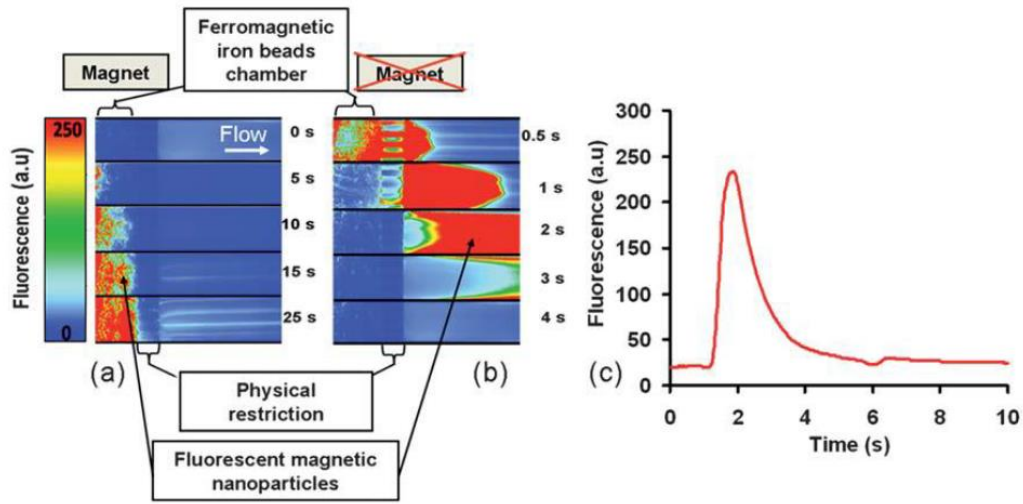 Ferromagnetic
iron beads
chamber
Magnet
Magnet
250
Fluorescence (a.u)
0
Flow
0 s
5 s
10 s
15 s
25 s
0.5 s
1 s
2 s
3 s
4 s
(a)
(b)
Physical
restriction
Fluorescent magnetic
nanoparticles
300
250
200
150
100
50
0
Fluorescence (a.u)
0
2
4
6
8
10
Time (s)
(c)